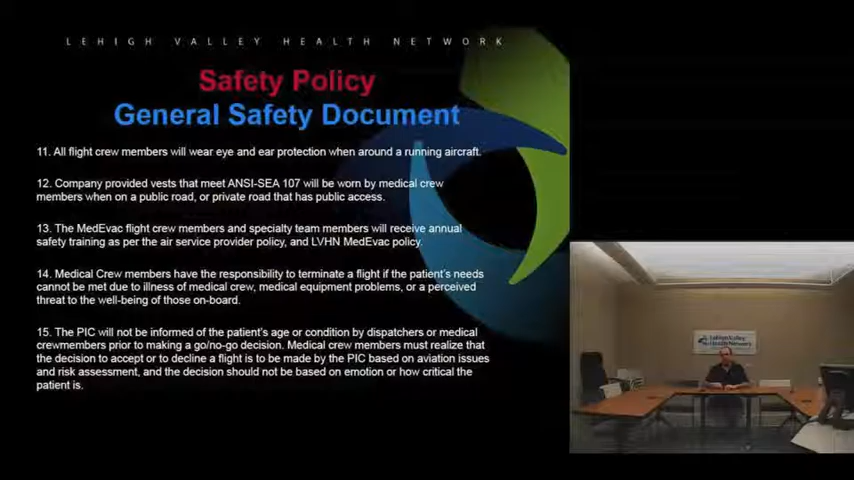 LEHIGH VALLEY HEALTH NETWORK
Safety Policy
General Safety Document
11. All flight crew members will wear eye and ear protection when around a running aircraft.
12. Company provided vests that meet ANSI-SEA 107 will be worn by medical crew
members when on a public road, or private road that has public access.
13. The MedEvac flight crew members and specialty team members will receive annual
safety training as per the air service provider policy, and LVHN MedEvac policy.
14. Medical Crew members have the responsibility to terminate a flight if the patient's needs
cannot be met due to illness of medical crew, medical equipment problems, or a perceived
threat to the well-being of those on-board.
15. The PIC will not be informed of the patient's age or condition by dispatchers or medical
crewmembers prior to making a go/no-go decision. Medical crew members must realize that
the decision to accept or to decline a flight is to be made by the PIC based on aviation issues
and risk assessment, and the decision should not be based on emotion or how critical the
patient is.
Lehigh Valley
Health Network